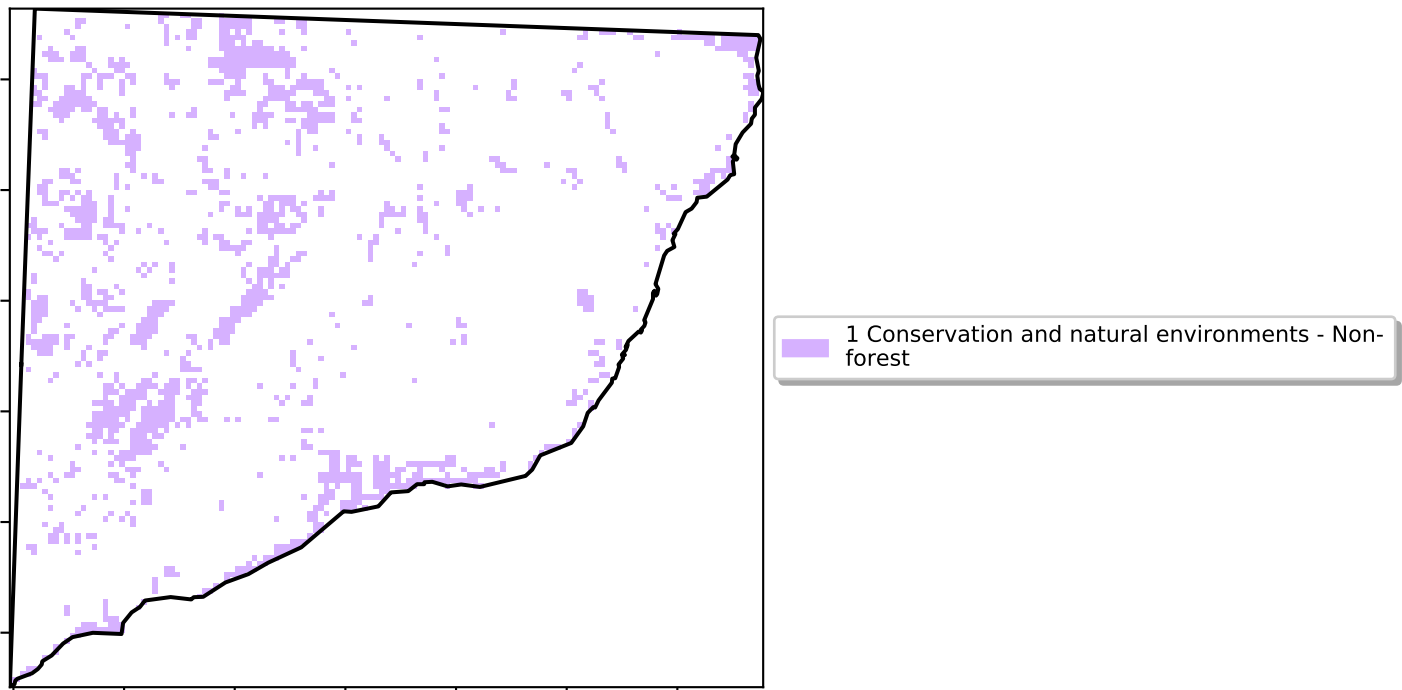 1 Conservation and natural environments - Non-
forest